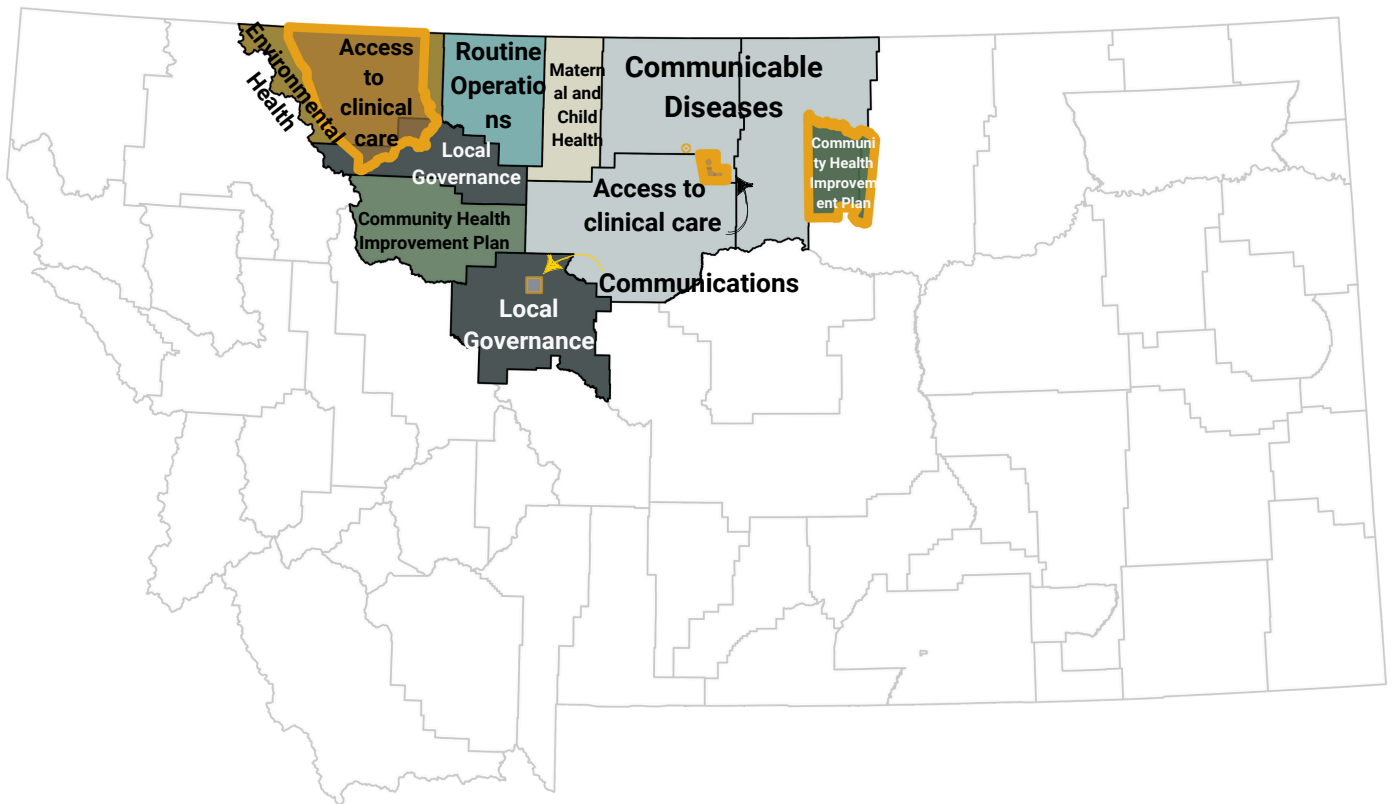 Environmental
Health
Access
to
clinical
care
Routine
Operatio
ns
Matern
al and
Child
Health
Communicable
Diseases
Communi
ty Health
Improvem
ent Plan
Local
Governance
Access to
clinical care
Community Health
Improvement Plan
Communications
Local
Governance